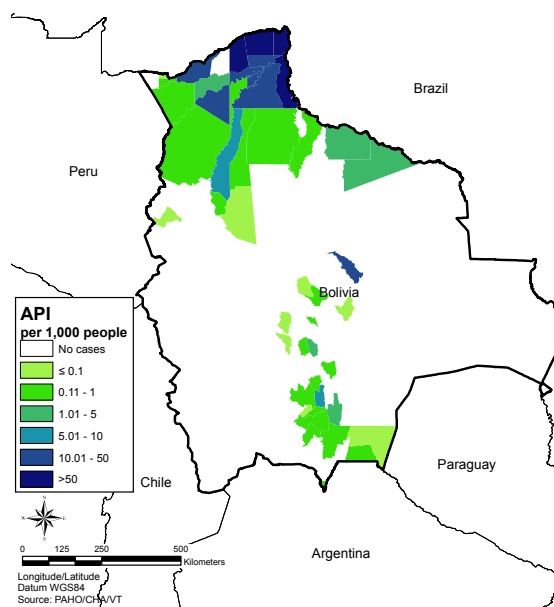 Brazil
Peru
Bolivia
API
per 1,000 people
No cases
≤ 0.1
0.11 - 1
1.01 - 5
5.01 - 10
10.01 - 50
>50
Paraguay
Chile
N
W
E
S
Argentina
0 125 250 500
Kilometers
Longitude/Latitude
Datum WGS84
Source: PAHO/CHA/VT